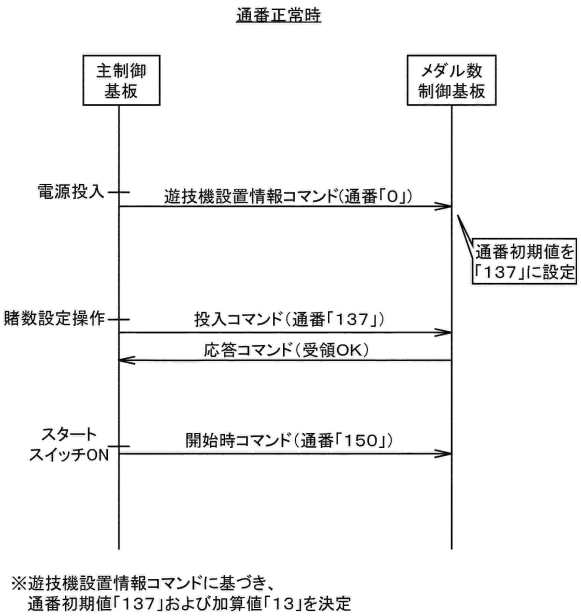 通番正常時
主制御
基板
メダル数
制御基板
電源投入
遊技機設置情報コマンド(通番「０」)
通番初期値を
「１３７」に設定
賭数設定操作
投入コマンド(通番「１３７」)
応答コマンド(受領ＯＫ)
スタート
スイッチON
開始時コマンド(通番「１５０」)
※遊技機設置情報コマンドに基づき、
通番初期値「１３７」および加算値「１３」を決定